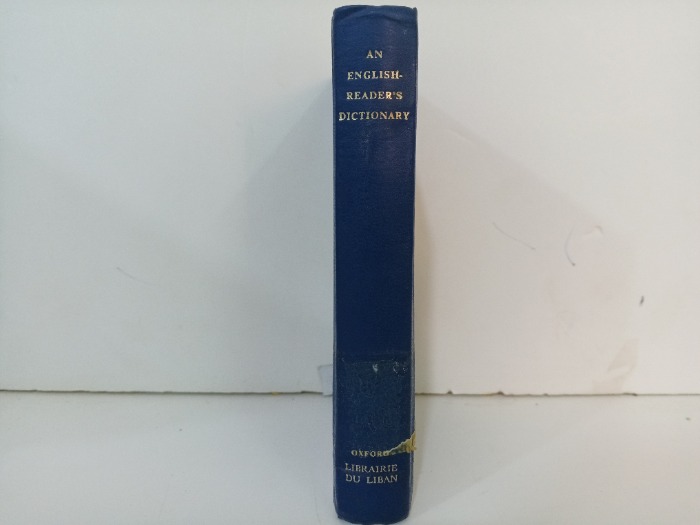 AN
ENGLISH-
READER'S
DICTIONARY
OXFORD
LIBRAIRIE
DU LIBAN